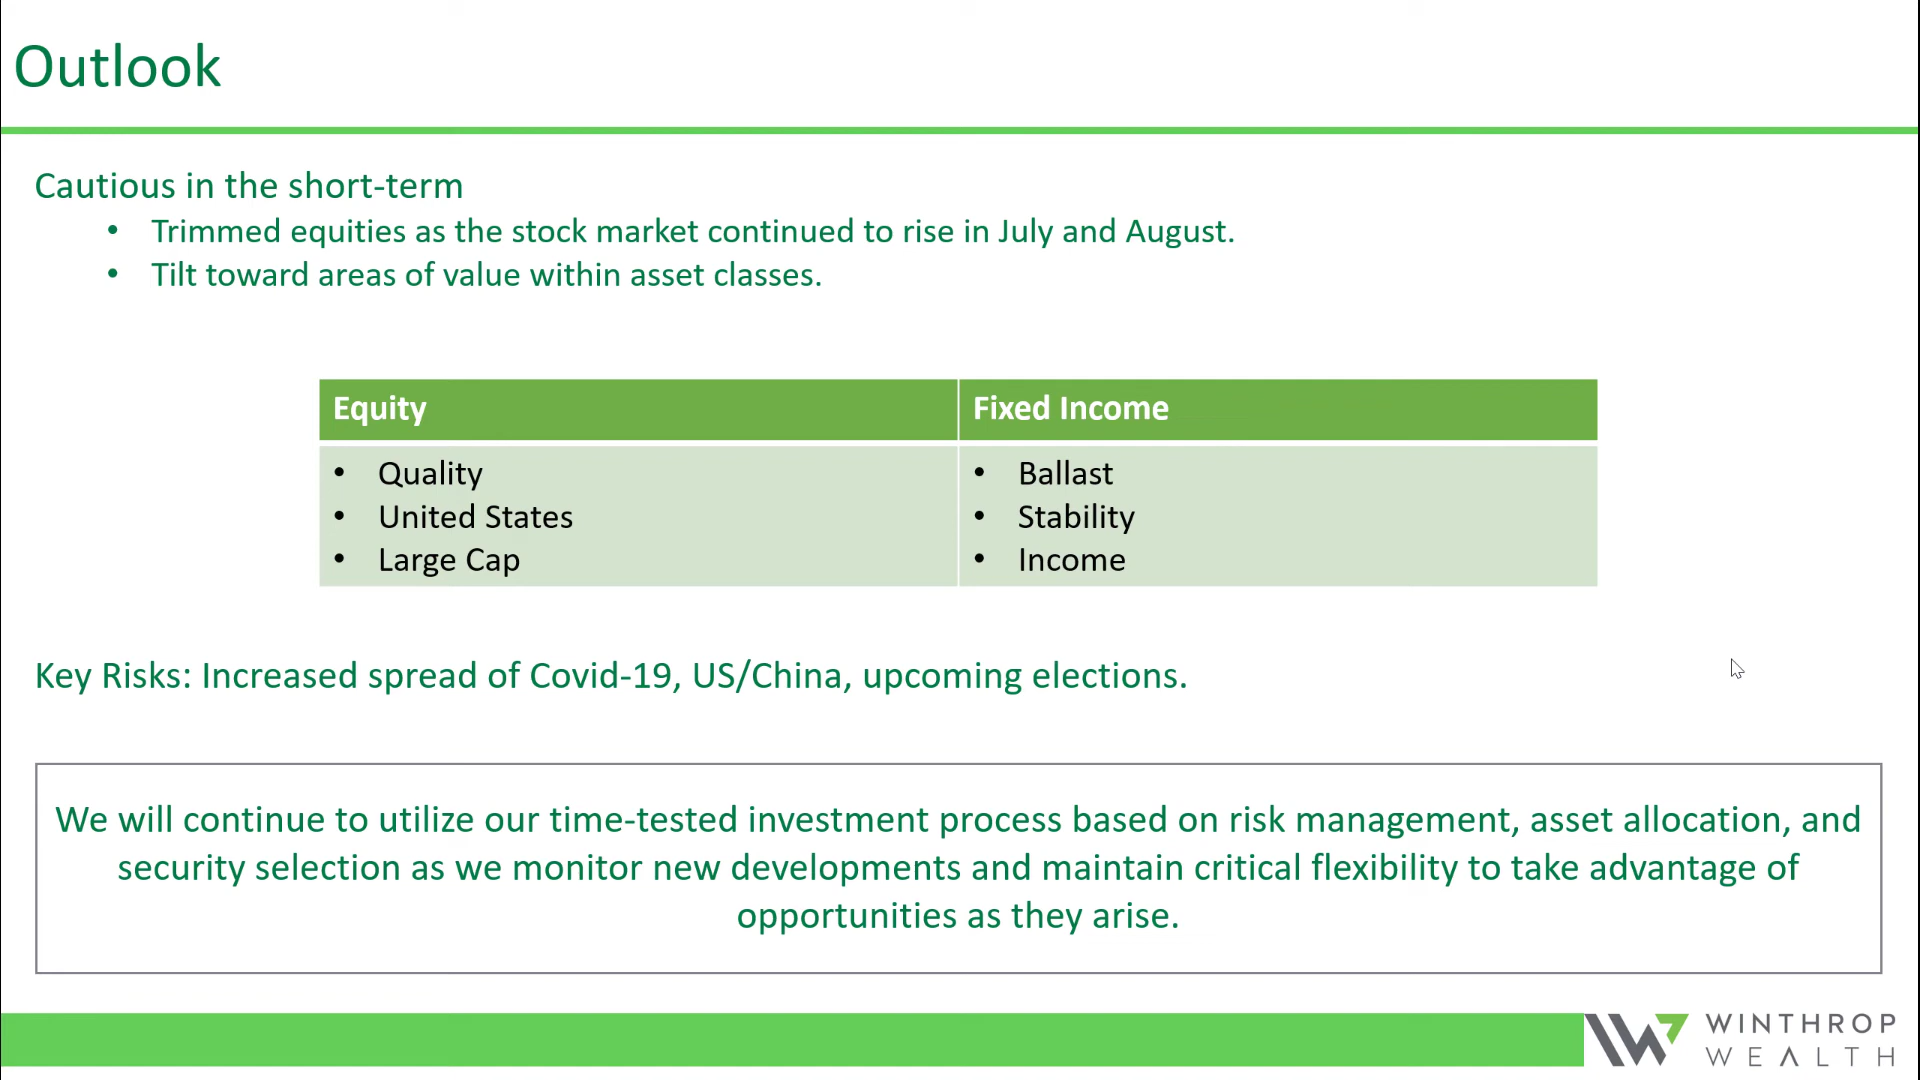 Outlook
Cautious in the short-term
• Trimmed equities as the stock market continued to rise in July and August.
• Tilt toward areas of value within asset classes.
Equity
• Quality
• United States
• Large Cap
Fixed Income
• Ballast
• Stability
• Income
Key Risks: Increased spread of Covid-19, US/China, upcoming elections.
We will continue to utilize our time-tested investment process based on risk management, asset allocation, and
security selection as we monitor new developments and maintain critical flexibility to take advantage of
opportunities as they arise.
WINTHROP
WEALTH